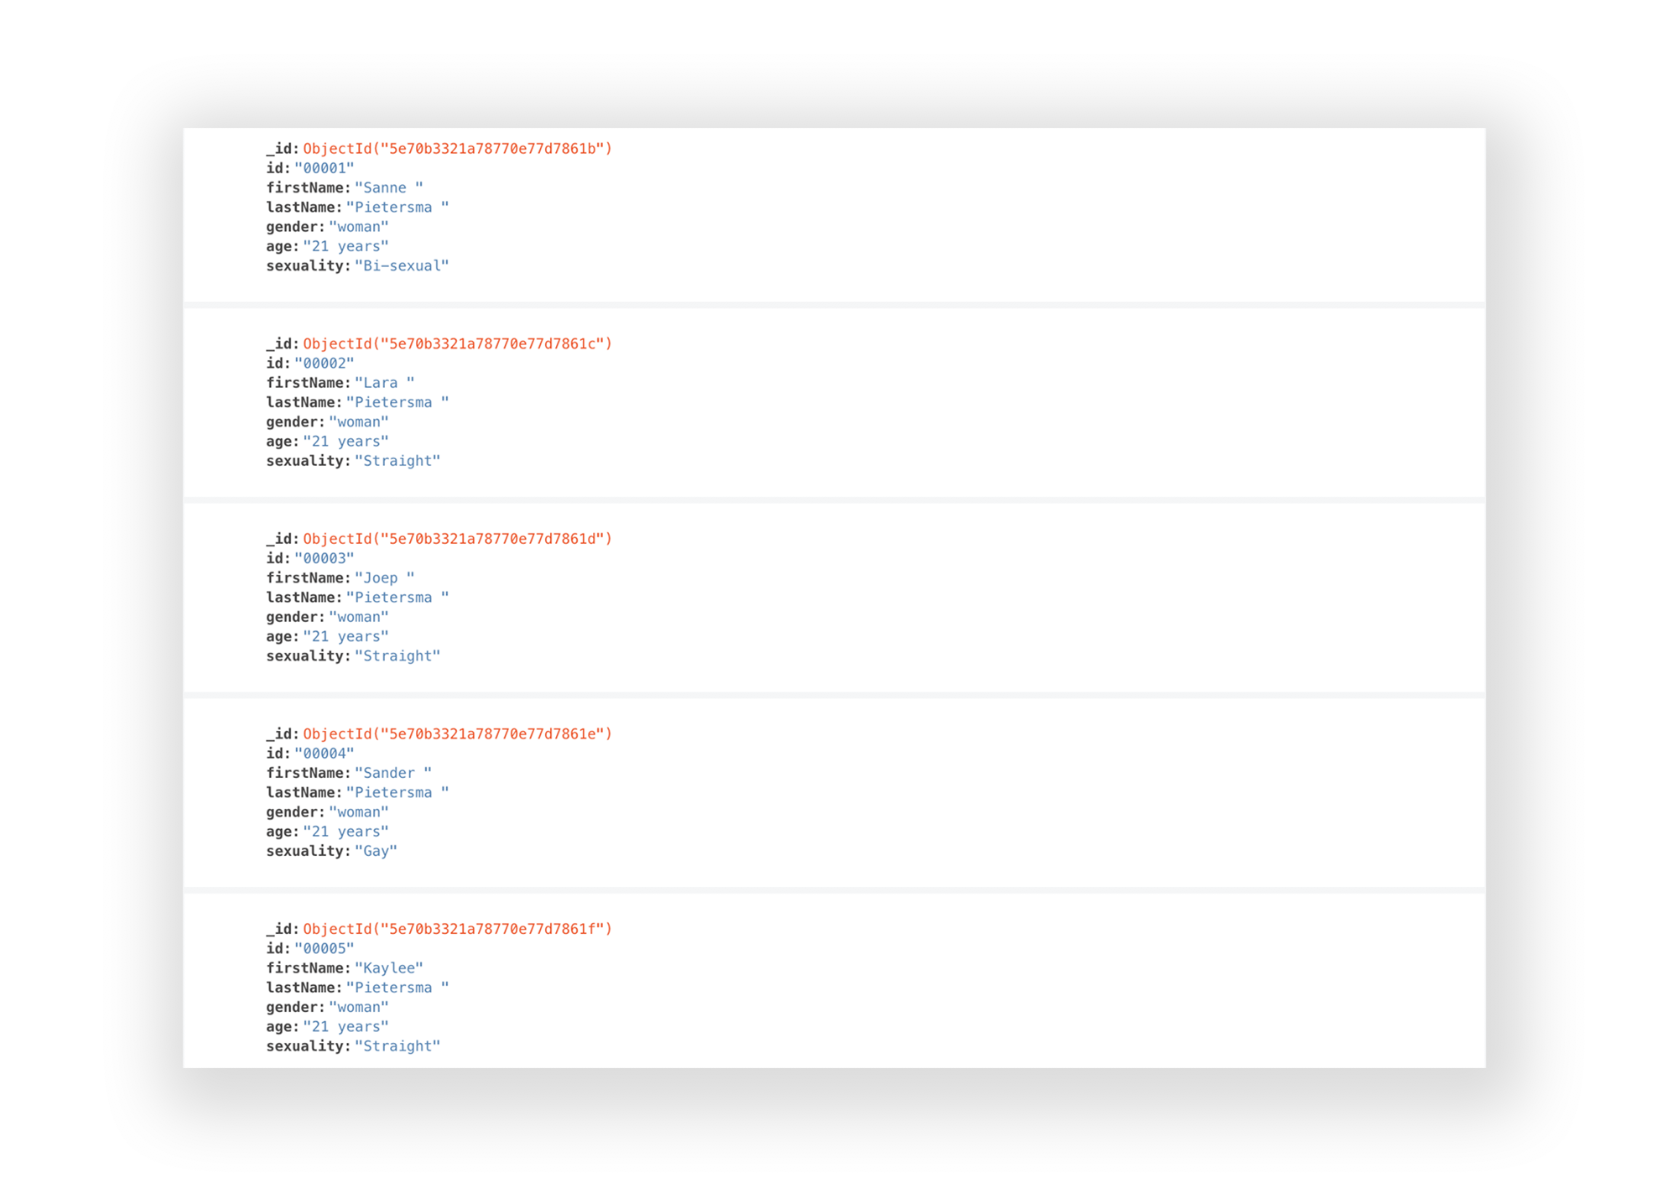 _id: ObjectId("5e70b3321a78770e77d7861b")
id: "00001"
firstName: "Sanne "
lastName: "Pietersma "
gender: "woman"
age: "21 years"
sexuality: "Bi-sexual"
_id: ObjectId("5e70b3321a78770e77d7861c")
id: "00002"
firstName: "Lara "
lastName: "Pietersma "
gender: "woman"
age: "21 years"
sexuality: "Straight"
_id: ObjectId("5e70b3321a78770e77d7861d")
id: "00003"
firstName: "Joep "
lastName: "Pietersma "
gender: "woman"
age: "21 years"
sexuality: "Straight"
_id: ObjectId("5e70b3321a78770e77d7861e")
id: "00004"
firstName: "Sander "
lastName: "Pietersma "
gender: "woman"
age: "21 years"
sexuality: "Gay"
_id: ObjectId("5e70b3321a78770e77d7861f")
id: "00005"
firstName: "Kaylee"
lastName: "Pietersma "
gender: "woman"
age: "21 years"
sexuality: "Straight"